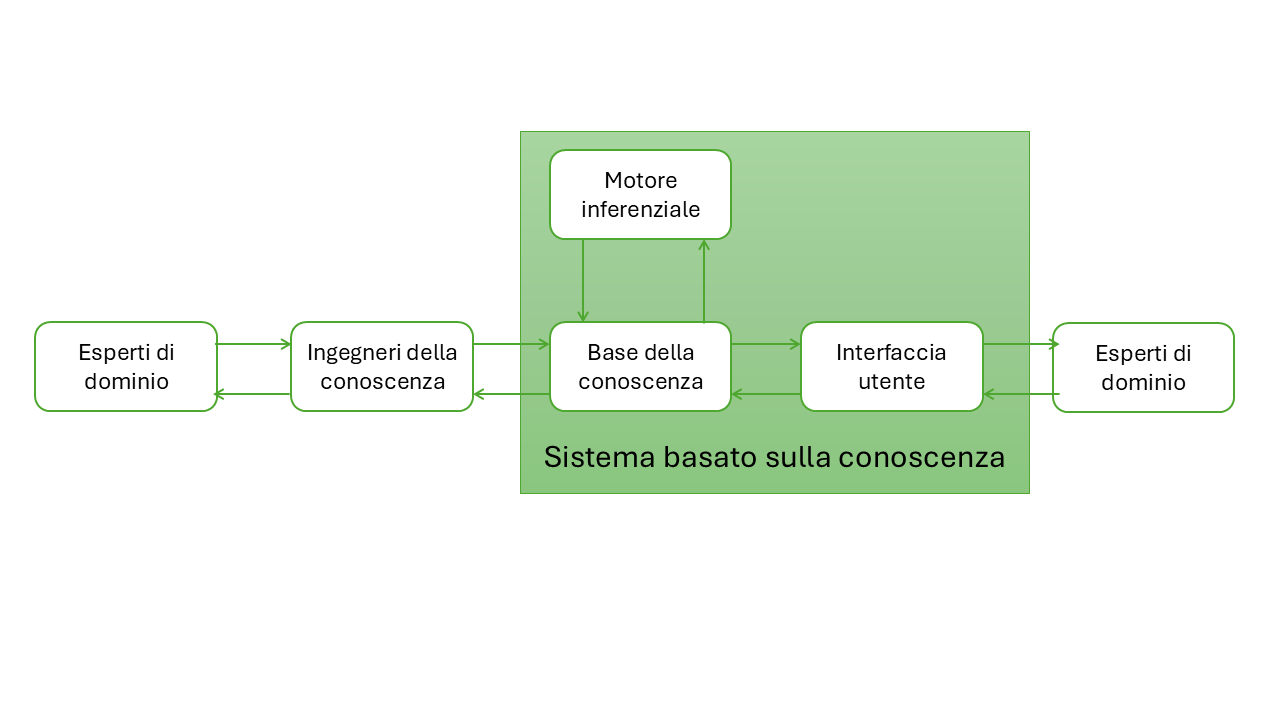 Motore
inferenziale
Esperti di
dominio
Ingegneri della
conoscenza
Base della
conoscenza
Interfaccia
utente
Esperti di
dominio
Sistema basato sulla conoscenza